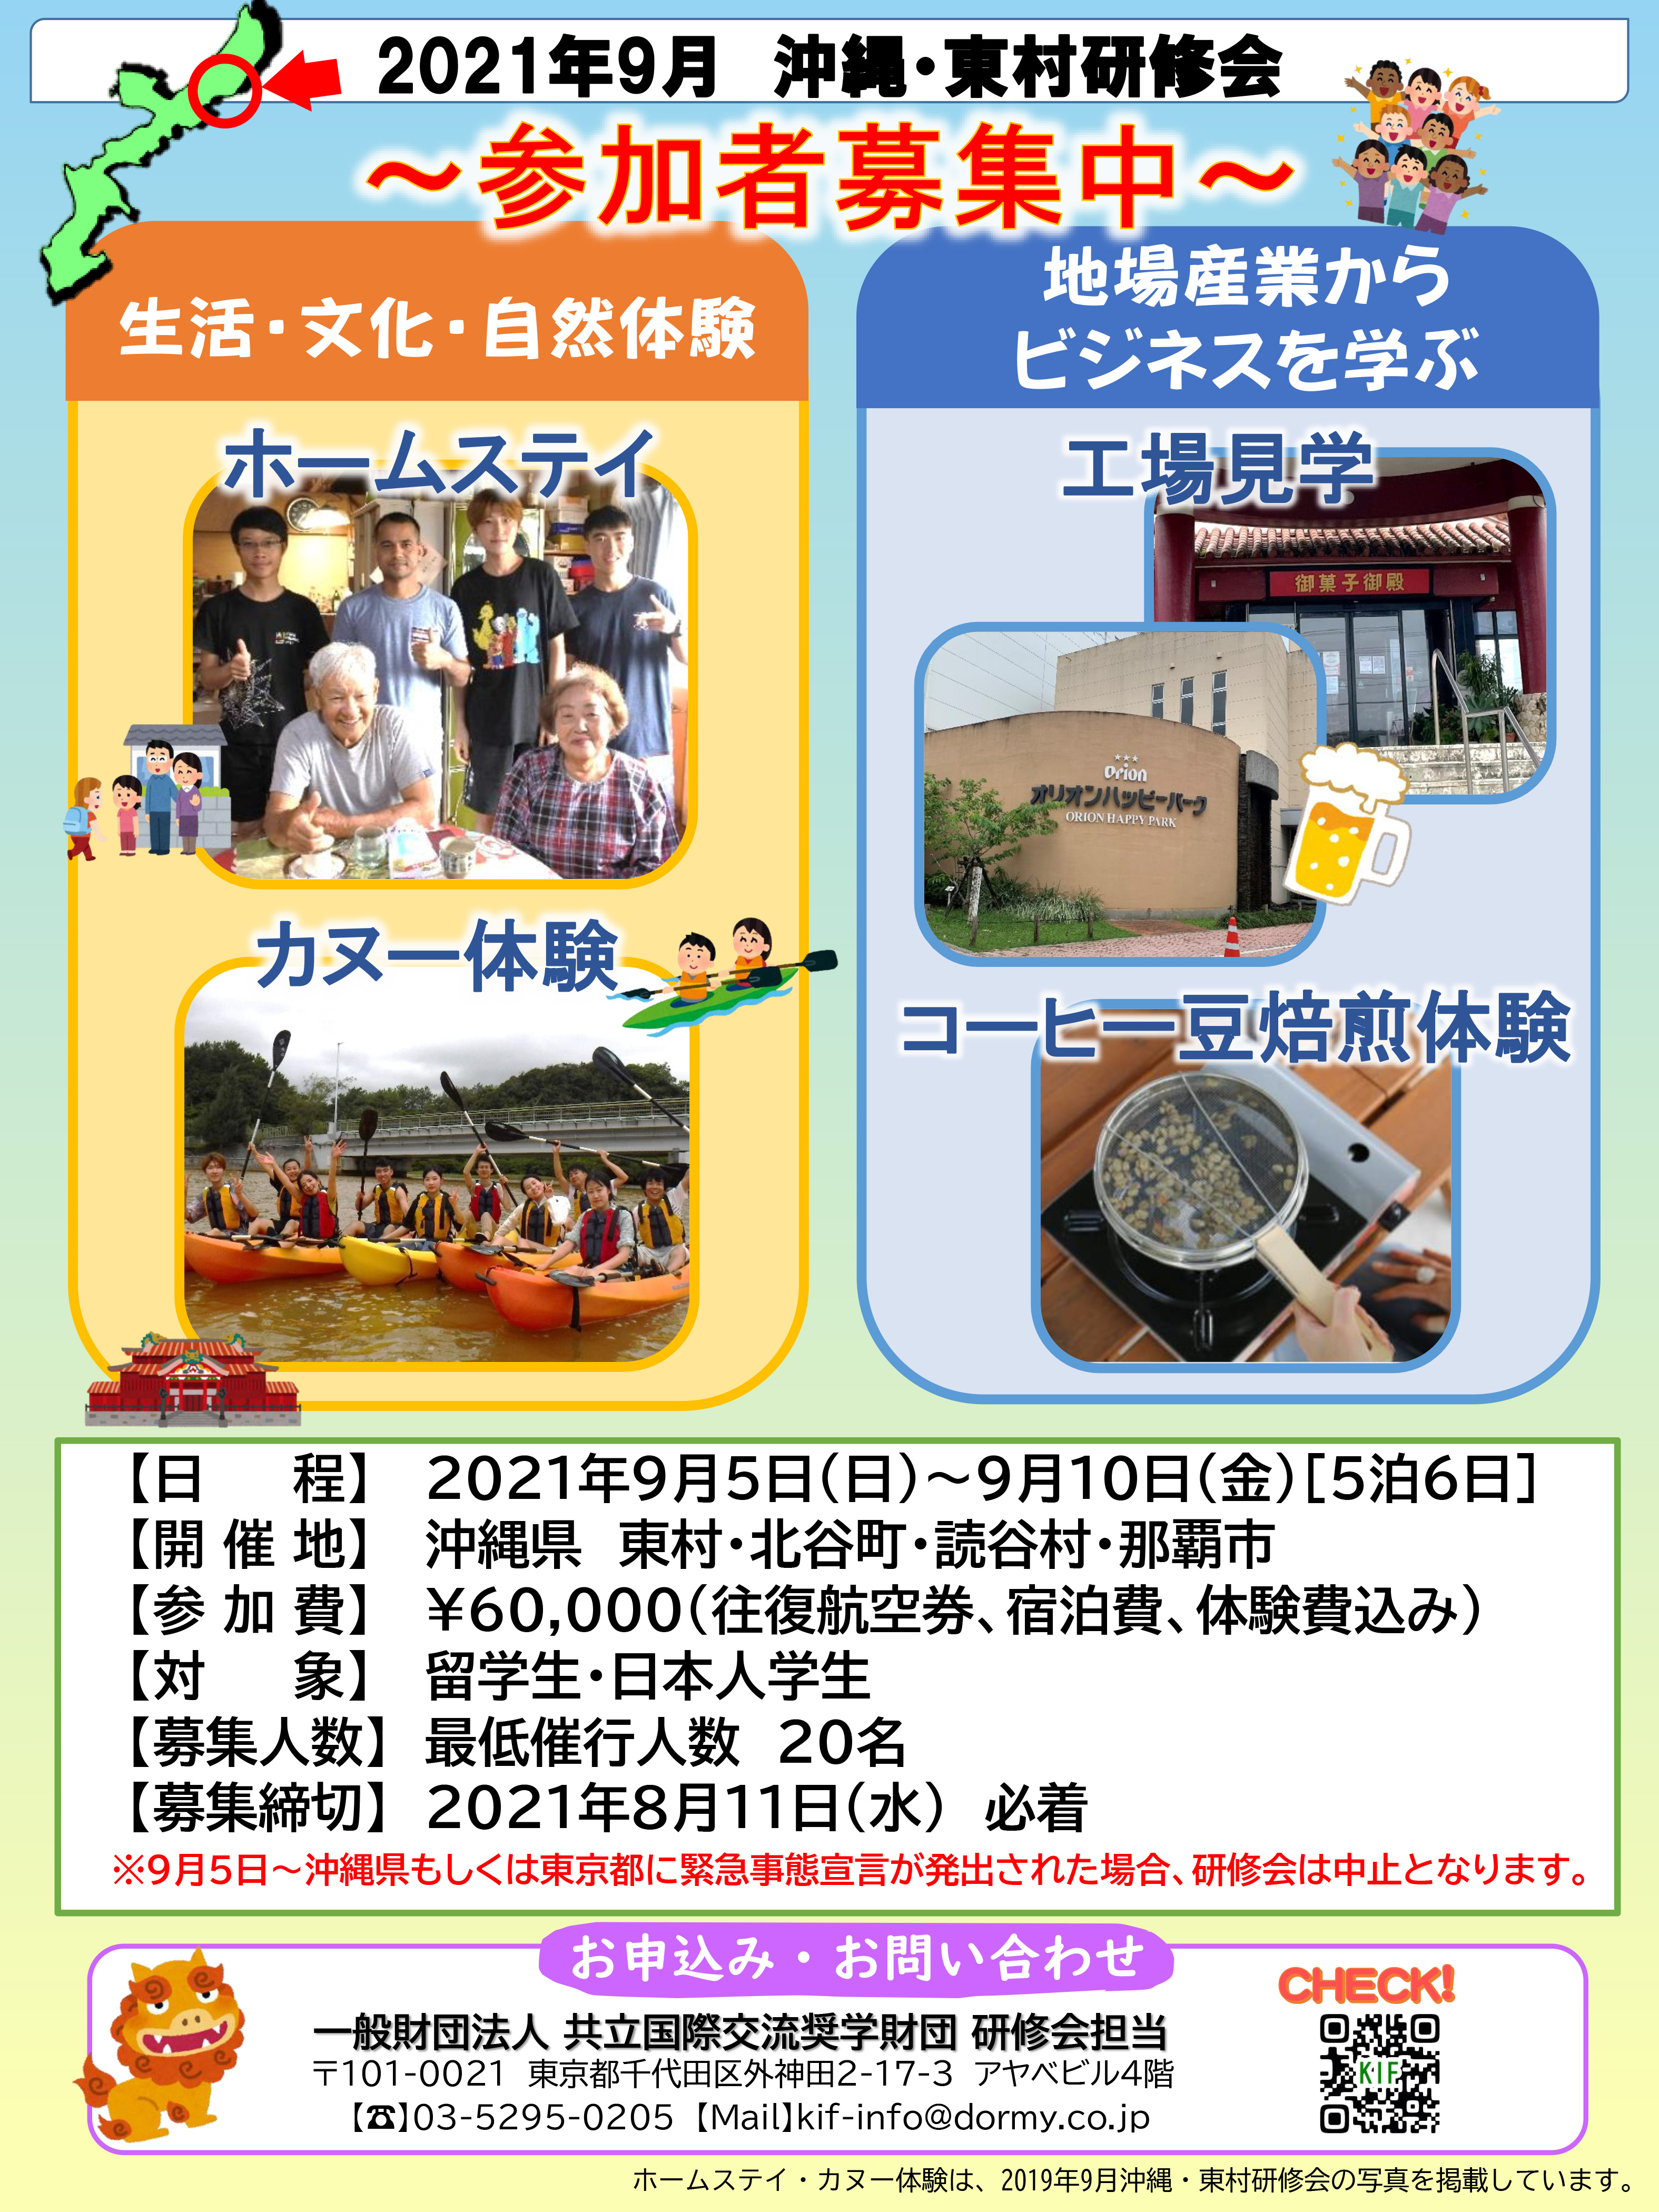 2021年9月　沖縄・東村研修会
～参加者募集中～
生活・文化・自然体験
ホームステイ
カヌー体験
地場産業から
ビジネスを学ぶ
工場見学
御菓子御殿
Orion
オリオンハッピーパーク
ORION HAPPY PARK
コーヒー豆焙煎体験
【日　　程】　2021年9月5日(日)～9月10日(金)[5泊6日]
【開 催 地】　沖縄県　東村・北谷町・読谷村・那覇市
【参 加 費】　¥60,000(往復航空券、宿泊費、体験費込み)
【対　　象】　留学生・日本人学生
【募集人数】　最低催行人数　20名
【募集締切】　2021年8月11日(水)　必着
※9月5日～沖縄県もしくは東京都に緊急事態宣言が発出された場合、研修会は中止となります。
お申込み・お問い合わせ
一般財団法人 共立国際交流奨学財団 研修会担当
〒101-0021　東京都千代田区外神田2-17-3　アヤベビル4階
【☎】03-5295-0205 【Mail】kif-info@dormy.co.jp
CHECK!
KIF
ホームステイ・カヌー体験は、2019年9月沖縄・東村研修会の写真を掲載しています。